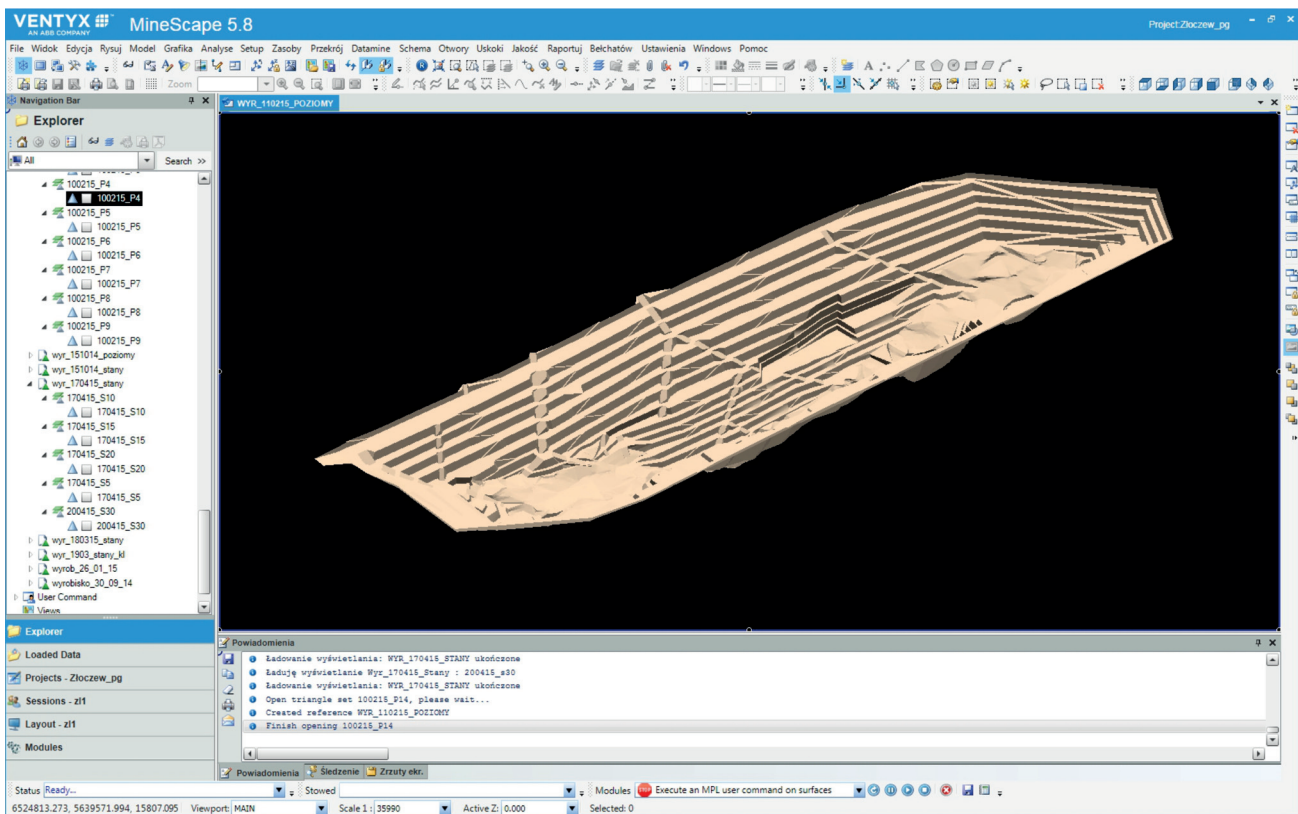 VENTYX
AN ABB COMPANY
MineScape 5.8
Project:Złoczew_pg
File Widok Edycja Rysuj Model Grafika Analyse Setup Zasoby Przekrój Datamine Schema Otwory Uskoki Jakość Raportuj Bełchatów Ustawienia Windows Pomoc
Zoom
Navigation Bar
WYR_110215_POZIOMY
Explorer
All
Search >>
100215_P4
100215_P4
100215_P5
100215_P5
100215_P6
100215_P6
100215_P7
100215_P7
100215_P8
100215_P8
100215_P9
100215_P9
wyr_151014_poziomy
wyr_151014_stany
wyr_170415_stany
170415_S10
170415_S10
170415_S15
170415_S15
170415_S20
170415_S20
170415_S5
170415_S5
200415_S30
200415_S30
wyr_180315_stany
wyr_1903_stany_kl
wyrob_26_01_15
wyrobisko_30_09_14
User Command
Views
Explorer
Loaded Data
Projects - Złoczew_pg
Sessions - zl1
Layout - zl1
Modules
Powiadomienia
Ładowanie wyświetlania: WYR_170415_STANY ukończone
Ładuję wyświetlanie Wyr_170415_Stany : 200415_s30
Ładowanie wyświetlania: WYR_170415_STANY ukończone
Open triangle set 100215_P14, please wait...
Created reference WYR_110215_POZIOMY
Finish opening 100215_P14
Powiadomienia Śledzenie Zrzuty ekr.
Status Ready... Stowed Modules Execute an MPL user command on surfaces
6524813.273, 5639571.994, 15807.095 Viewport: MAIN Scale 1 : 35990 Active Z: 0.000 Selected: 0